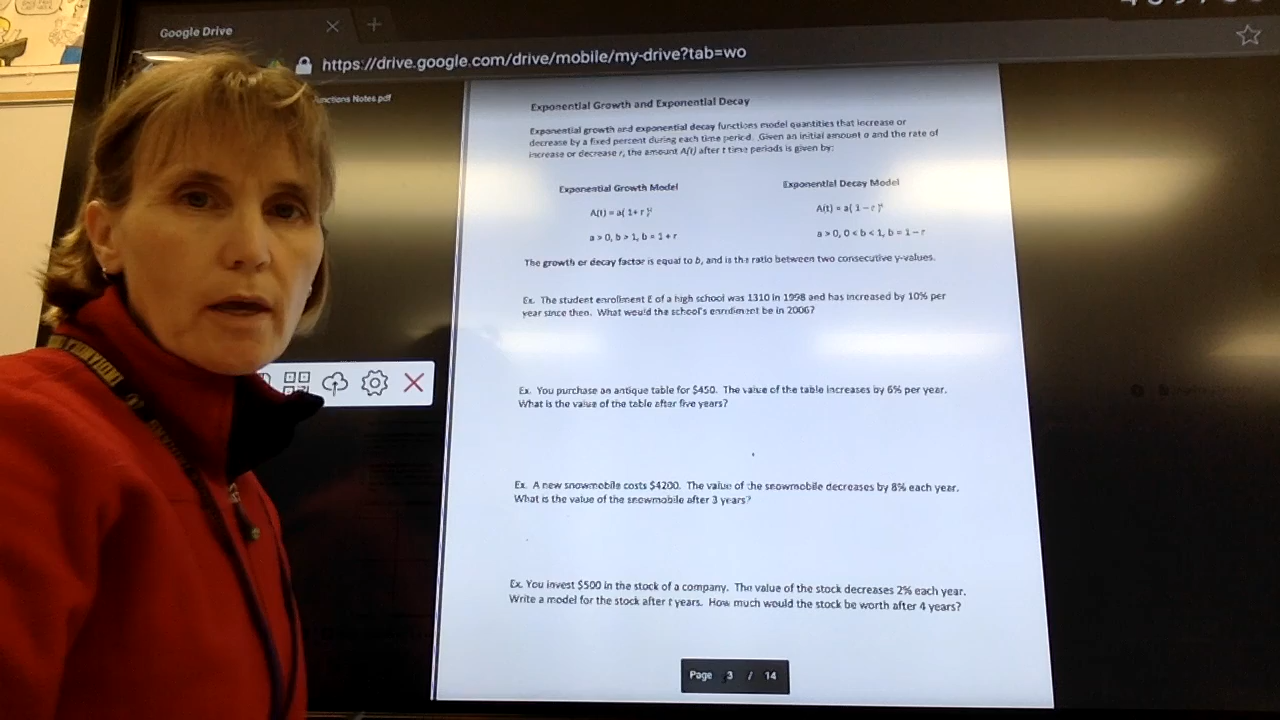 Google Drive
https://drive.google.com/drive/mobile/my-drive?tab=wo
Notes.pdf
Exponential Growth and Exponential Decay
Exponential growth and exponential decay functions model quantities that increase or
decrease by a fixed percent during each time period. Given an initial amount a and the rate of
increase or decrease r, the amount A(t) after t time periods is given by:
Exponential Growth Model
Exponential Decay Model
A(t) = a( 1+ r )ᵗ
A(t) = a( 1 – r )ᵗ
a > 0, b > 1, b = 1 + r
a > 0, 0 < b < 1, b = 1 – r
The growth or decay factor is equal to b, and is the ratio between two consecutive y-values.
Ex. The student enrollment E of a high school was 1310 in 1998 and has increased by 10% per
year since then. What would the school's enrollment be in 2006?
Ex. You purchase an antique table for $450. The value of the table increases by 6% per year.
What is the value of the table after five years?
Ex. A new snowmobile costs $4200. The value of the snowmobile decreases by 8% each year.
What is the value of the snowmobile after 3 years?
Ex. You invest $500 in the stock of a company. The value of the stock decreases 2% each year.
Write a model for the stock after t years. How much would the stock be worth after 4 years?
Page 3 / 14